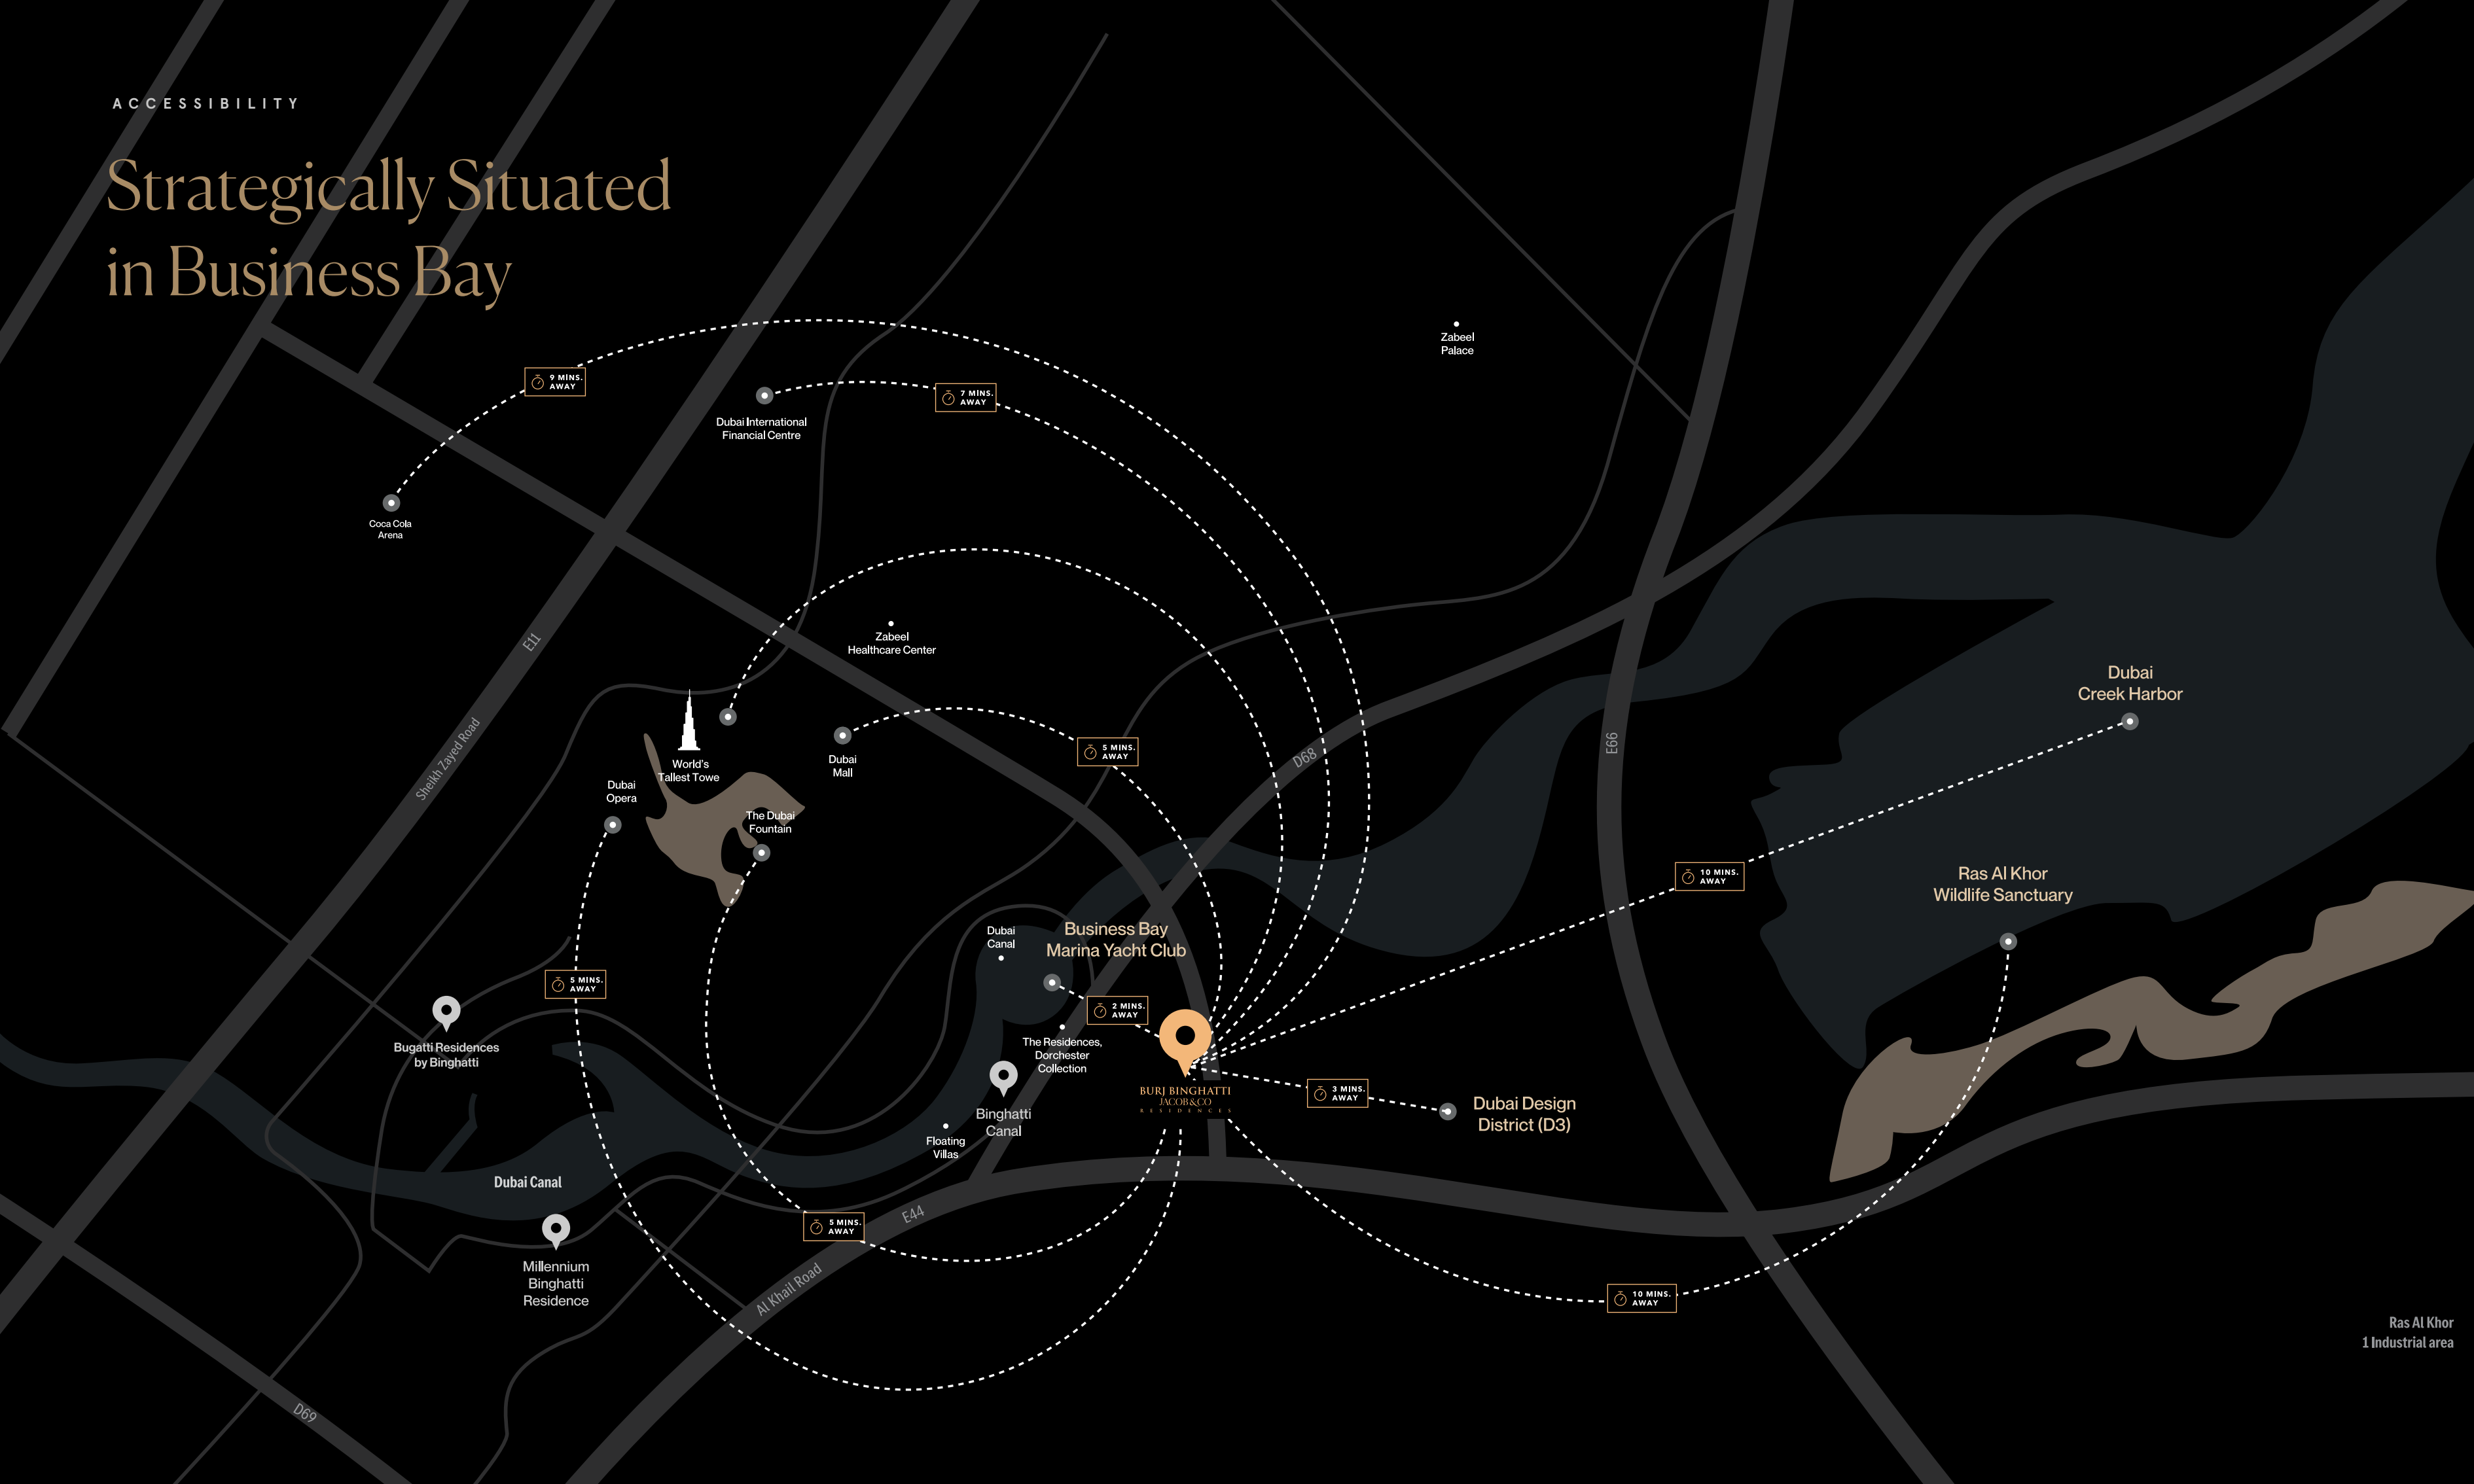 ACCESSIBILITY
Strategically Situated
in Business Bay
Zabeel
Palace
9 MINS.
AWAY
7 MINS.
AWAY
Dubai International
Financial Centre
Coca Cola
Arena
E11
Zabeel
Healthcare Center
Sheikh Zayed Road
World's
Tallest Towe
Dubai
Mall
5 MINS.
AWAY
D68
E66
Dubai
Creek Harbor
Dubai
Opera
The Dubai
Fountain
10 MINS.
AWAY
Ras Al Khor
Wildlife Sanctuary
Dubai
Canal
Business Bay
Marina Yacht Club
5 MINS.
AWAY
2 MINS.
AWAY
Bugatti Residences
by Binghatti
The Residences,
Dorchester
Collection
BURJ BINGHATTI
JACOB&CO
RESIDENCES
3 MINS.
AWAY
Dubai Design
District (D3)
Binghatti
Canal
Floating
Villas
Dubai Canal
5 MINS.
AWAY
E44
Al Khail Road
Millennium
Binghatti
Residence
10 MINS.
AWAY
Ras Al Khor
1 Industrial area
D69